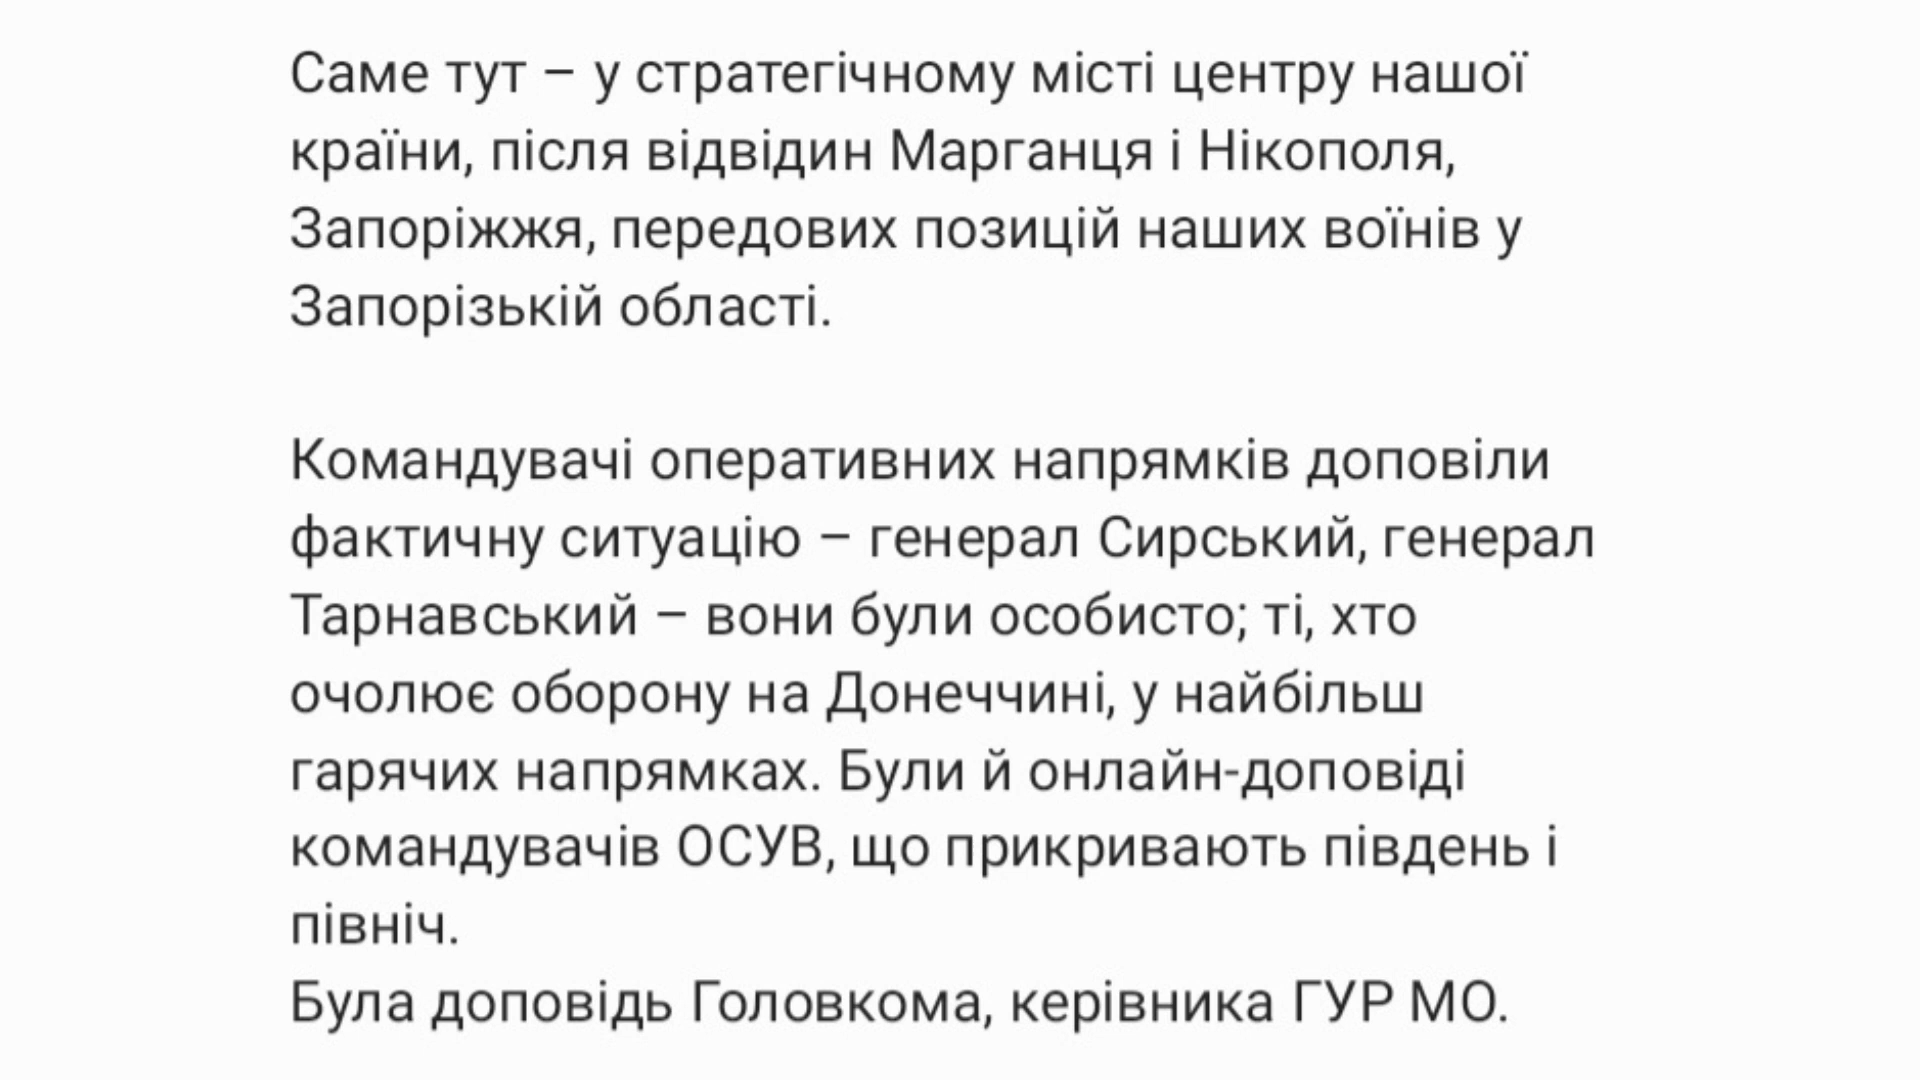 Саме тут – у стратегічному місті центру нашої
країни, після відвідин Марганця і Нікополя,
Запоріжжя, передових позицій наших воїнів у
Запорізькій області.
Командувачі оперативних напрямків доповіли
фактичну ситуацію – генерал Сирський, генерал
Тарнавський – вони були особисто; ті, хто
очолює оборону на Донеччині, у найбільш
гарячих напрямках. Були й онлайн-доповіді
командувачів ОСУВ, що прикривають південь і
північ.
Була доповідь Головкома, керівника ГУР МО.